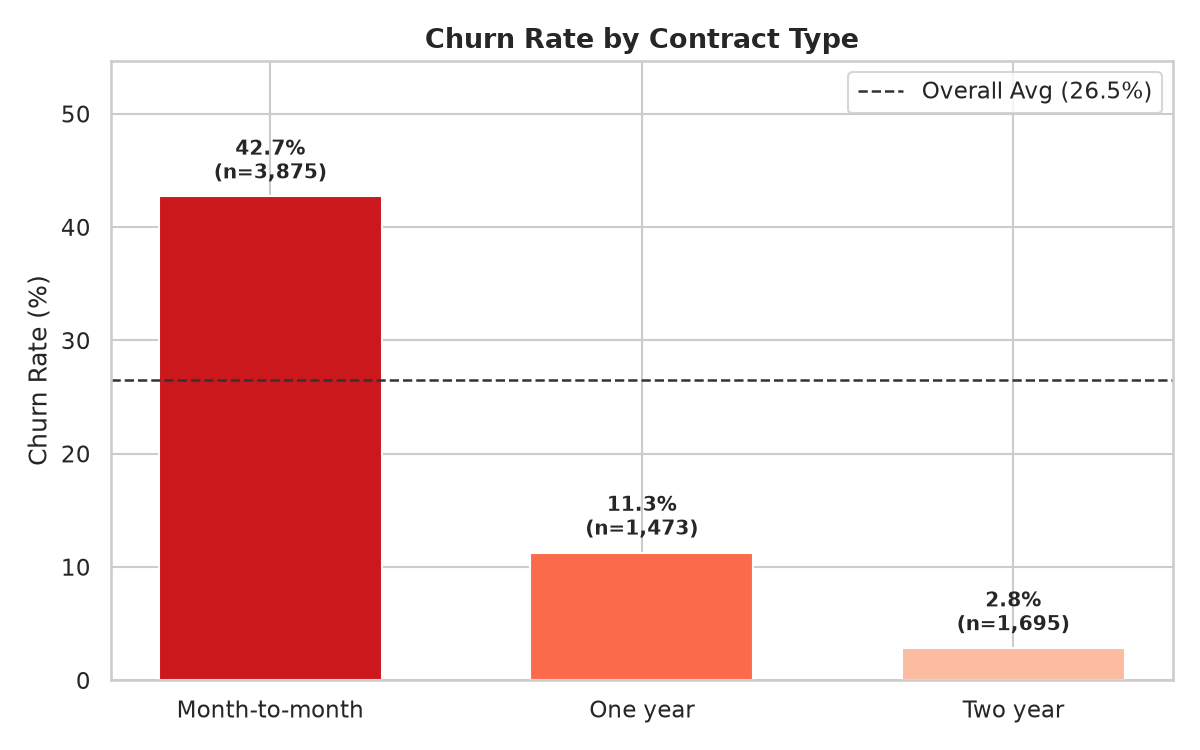 Churn Rate by Contract Type
Overall Avg (26.5%)
Churn Rate (%)
50
40
30
20
10
0
42.7%
(n=3,875)
11.3%
(n=1,473)
2.8%
(n=1,695)
Month-to-month
One year
Two year